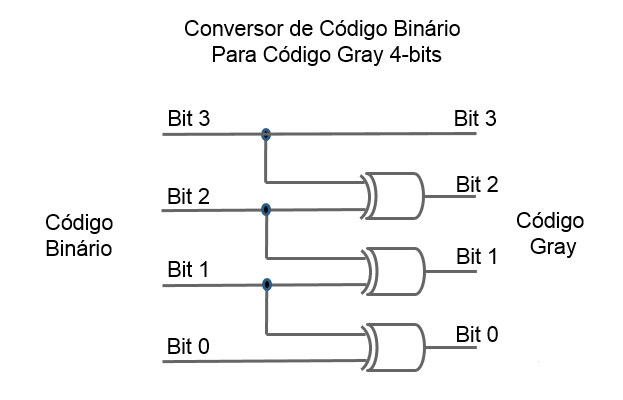 Conversor de Código Binário
Para Código Gray 4-bits
Bit 3
Bit 3
Bit 2
Bit 2
Código
Binário
Código
Gray
Bit 1
Bit 1
Bit 0
Bit 0